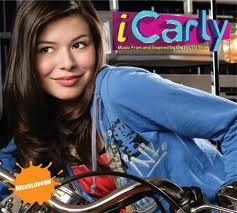 iCarly
Music From and Inspired by the Hit TV Show
NICKELODEON